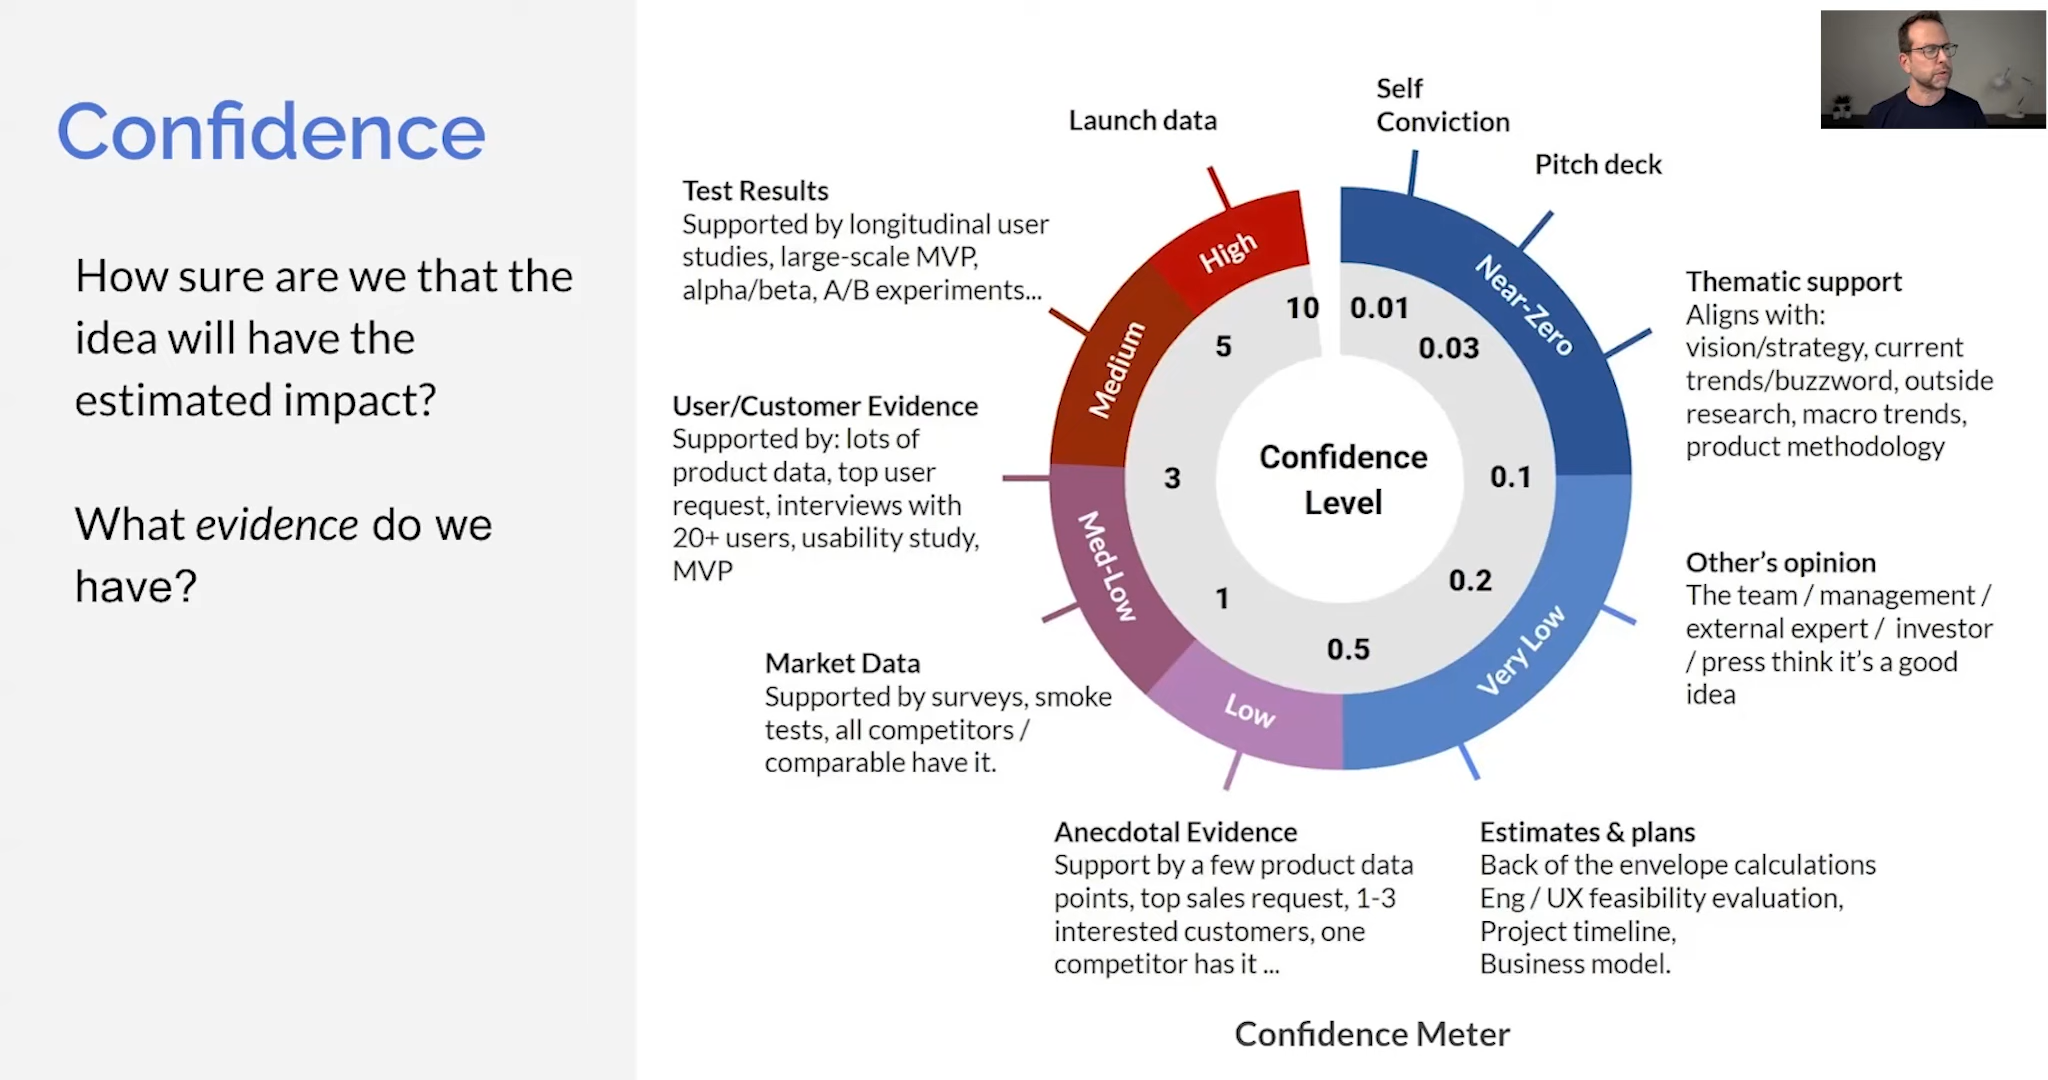 Confidence
How sure are we that the
idea will have the
estimated impact?
What evidence do we
have?
Launch data
Self
Conviction
Pitch deck
Test Results
Supported by longitudinal user
studies, large-scale MVP,
alpha/beta, A/B experiments...
User/Customer Evidence
Supported by: lots of
product data, top user
request, interviews with
20+ users, usability study,
MVP
Market Data
Supported by surveys, smoke
tests, all competitors /
comparable have it.
Anecdotal Evidence
Support by a few product data
points, top sales request, 1-3
interested customers, one
competitor has it ...
Estimates & plans
Back of the envelope calculations
Eng / UX feasibility evaluation,
Project timeline,
Business model.
Other's opinion
The team / management /
external expert / investor
/ press think it's a good
idea
Thematic support
Aligns with:
vision/strategy, current
trends/buzzword, outside
research, macro trends,
product methodology
High
Medium
Med-Low
Low
Very Low
Near-Zero
10
5
3
1
0.5
0.2
0.1
0.03
0.01
Confidence
Level
Confidence Meter